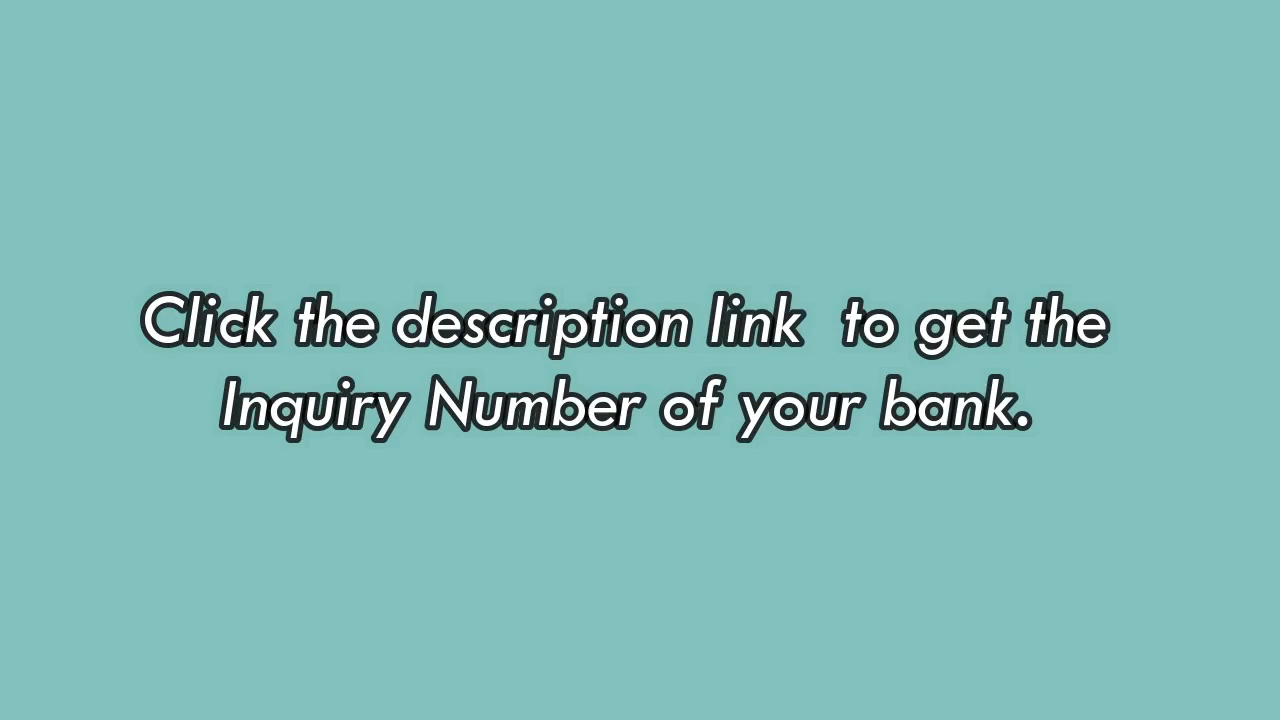 Click the description link  to get the
Inquiry Number of your bank.